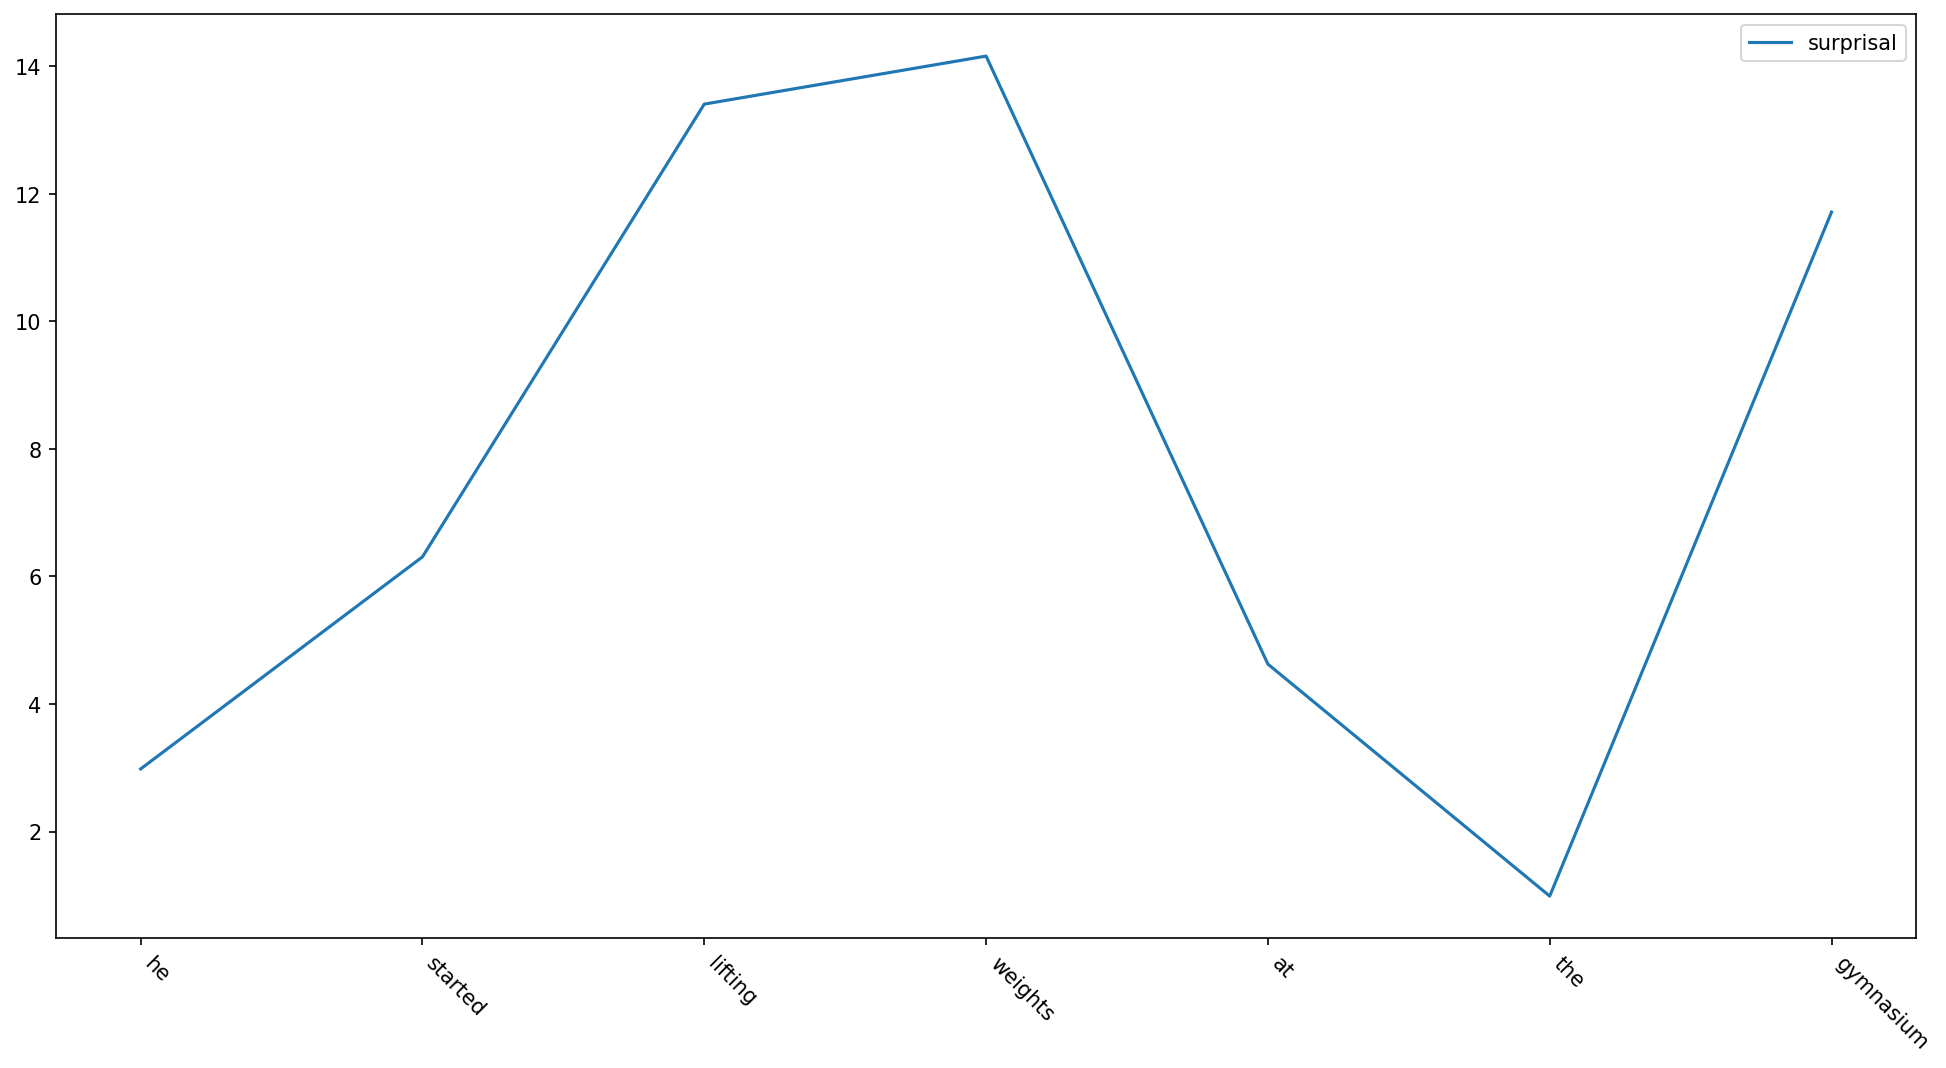 surprisal
14
12
10
8
6
4
2
he
started
lifting
weights
at
the
gymnasium